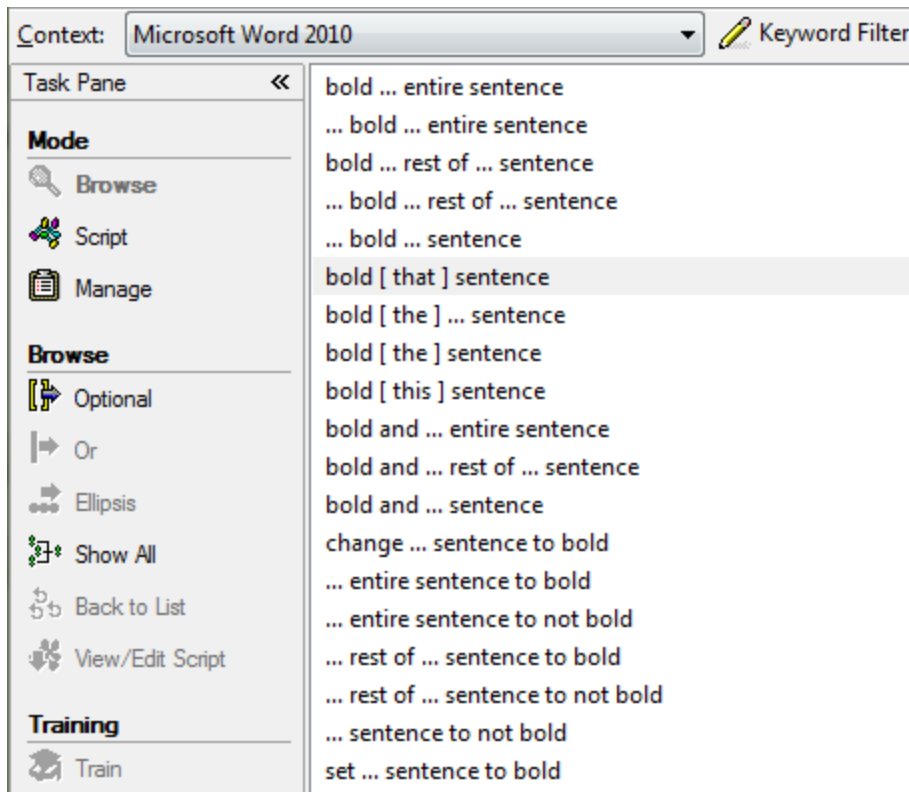 Context: Microsoft Word 2010 Keyword Filter
Task Pane «
Mode
Browse
Script
Manage
Browse
Optional
Or
Ellipsis
Show All
Back to List
View/Edit Script
Training
Train
bold ... entire sentence
... bold ... entire sentence
bold ... rest of ... sentence
... bold ... rest of ... sentence
... bold ... sentence
bold [ that ] sentence
bold [ the ] ... sentence
bold [ the ] sentence
bold [ this ] sentence
bold and ... entire sentence
bold and ... rest of ... sentence
bold and ... sentence
change ... sentence to bold
... entire sentence to bold
... entire sentence to not bold
... rest of ... sentence to bold
... rest of ... sentence to not bold
... sentence to not bold
set ... sentence to bold